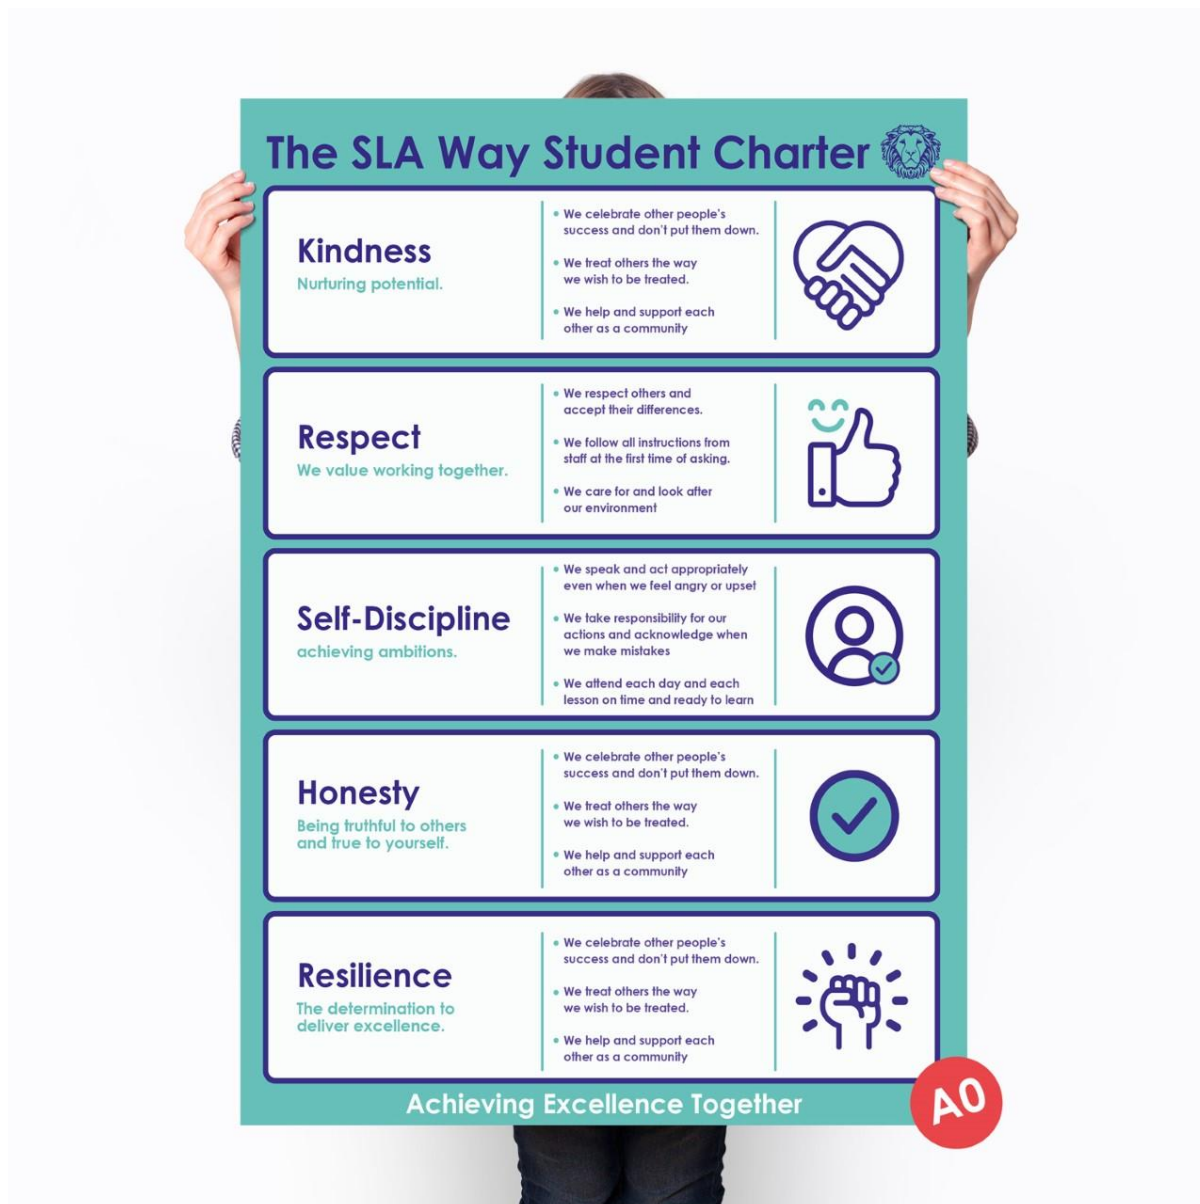 The SLA Way Student Charter
Kindness
Nurturing potential.
• We celebrate other people's
success and don't put them down.
• We treat others the way
we wish to be treated.
• We help and support each
other as a community
Respect
We value working together.
• We respect others and
accept their differences.
• We follow all instructions from
staff at the first time of asking.
• We care for and look after
our environment
Self-Discipline
achieving ambitions.
• We speak and act appropriately
even when we feel angry or upset
• We take responsibility for our
actions and acknowledge when
we make mistakes
• We attend each day and each
lesson on time and ready to learn
Honesty
Being truthful to others
and true to yourself.
• We celebrate other people's
success and don't put them down.
• We treat others the way
we wish to be treated.
• We help and support each
other as a community
Resilience
The determination to
deliver excellence.
• We celebrate other people's
success and don't put them down.
• We treat others the way
we wish to be treated.
• We help and support each
other as a community
Achieving Excellence Together
A0